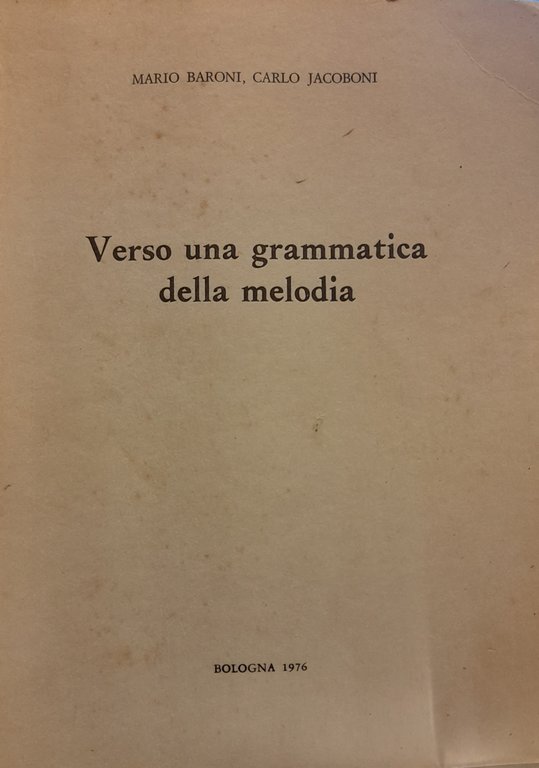 MARIO BARONI, CARLO JACOBONI
Verso una grammatica
della melodia
BOLOGNA 1976